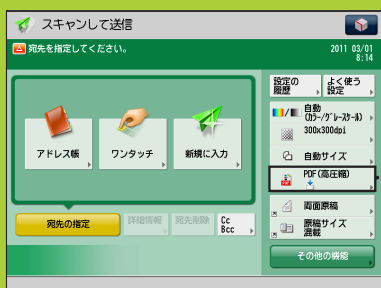 スキャンして送信
宛先を指定してください。
2011 03/01
8:14
設定の
履歴
よく使う
設定
自動
(カラー/グレースケール)
300x300dpi
アドレス帳
ワンタッチ
新規に入力
自動サイズ
PDF(高圧縮)
両面原稿
宛先の指定
詳細情報
宛先削除
Cc
Bcc
原稿サイズ
混載
その他の機能